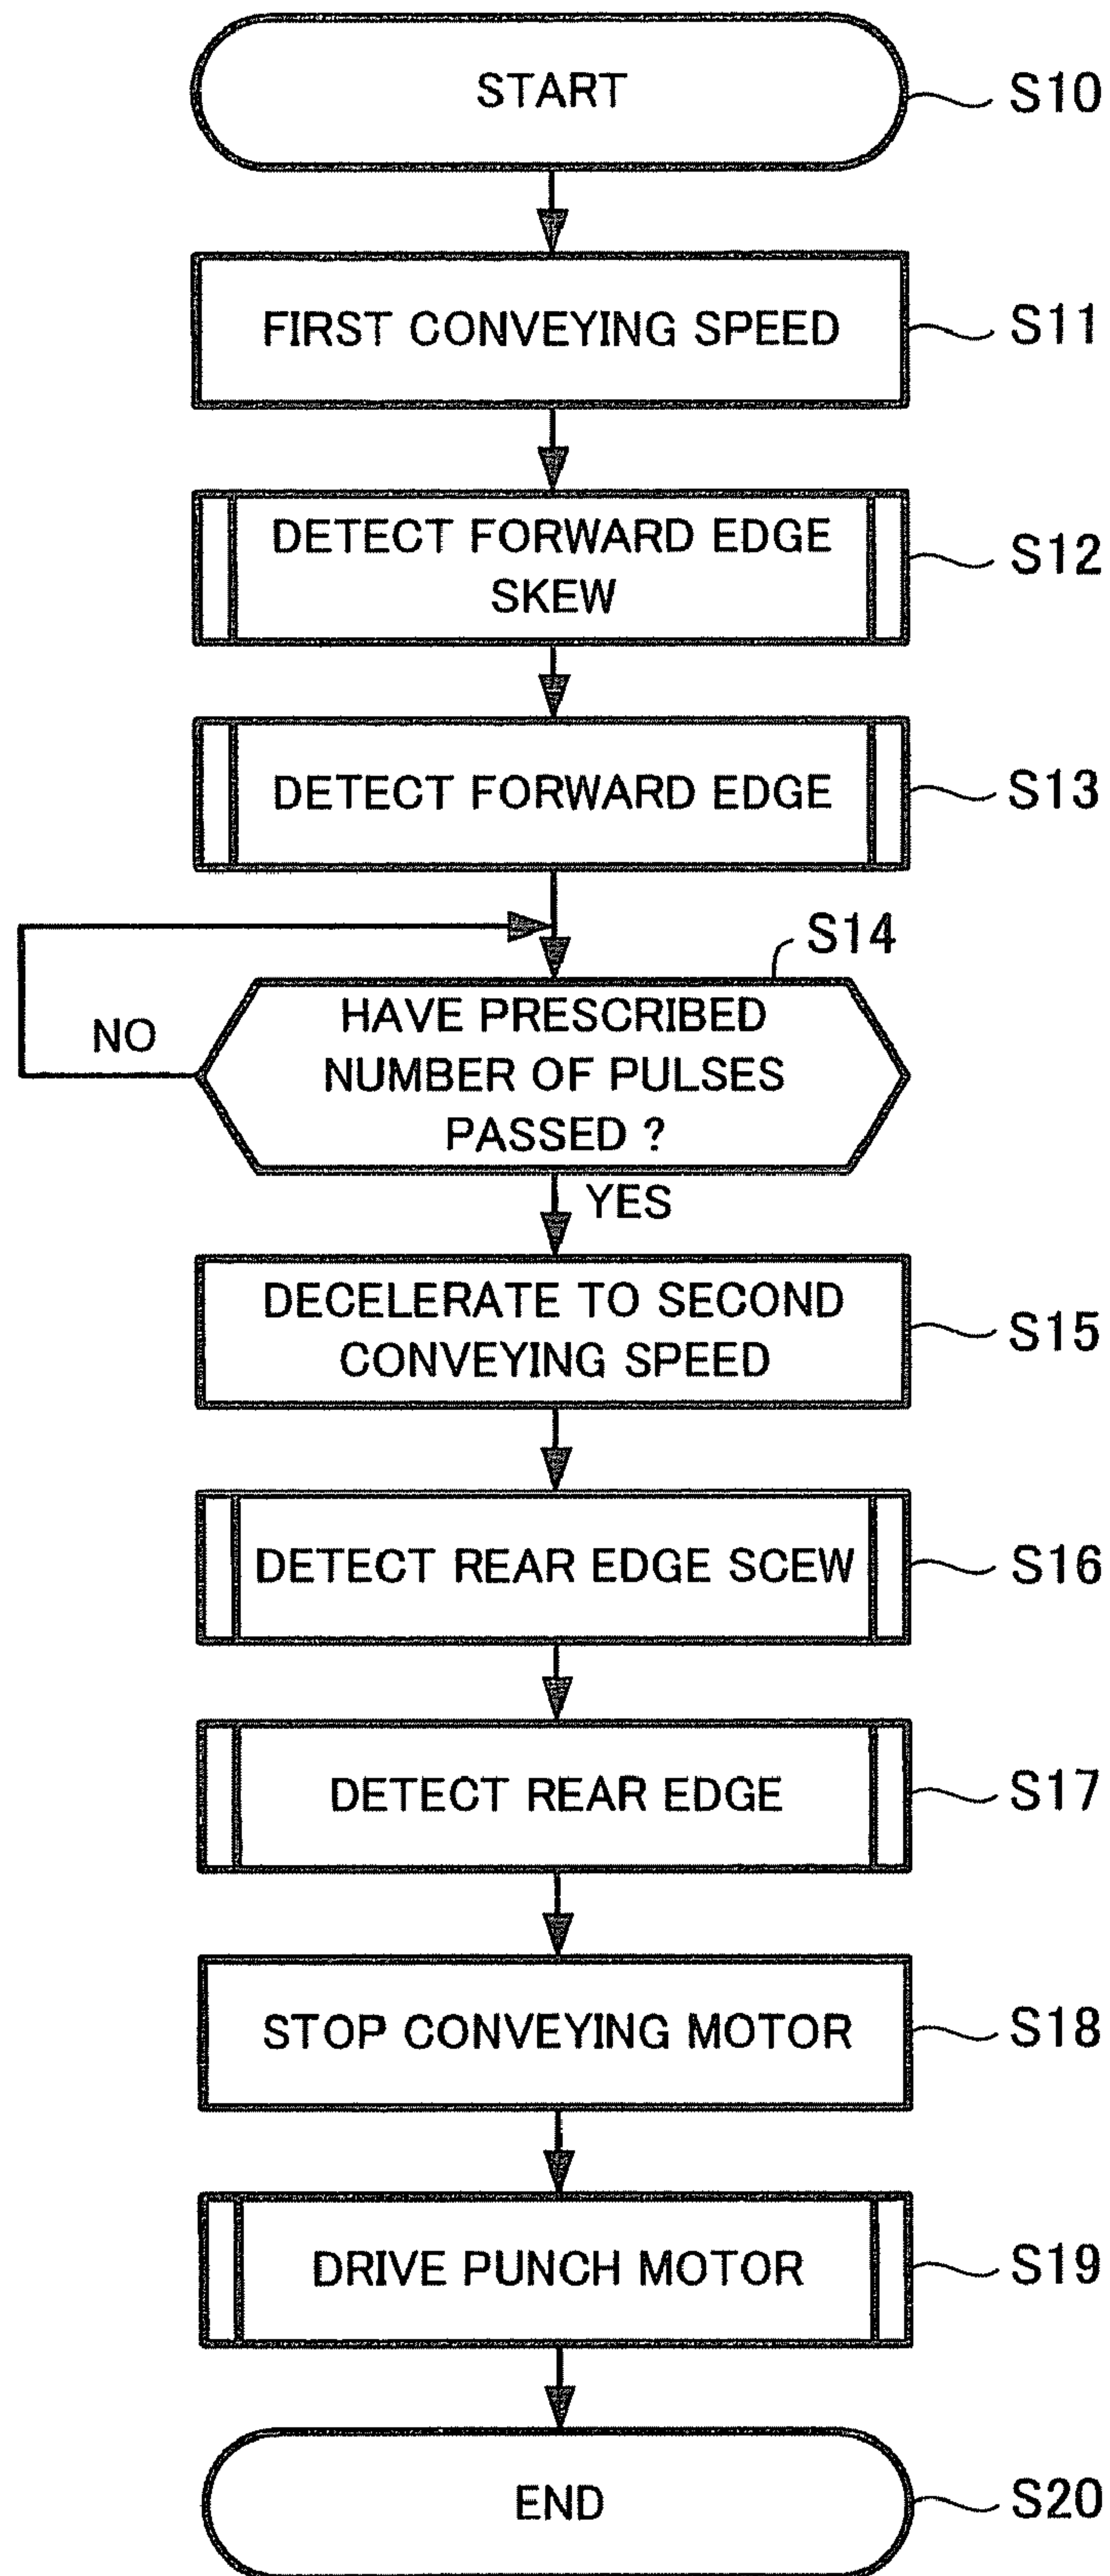 START
S10
FIRST CONVEYING SPEED
S11
DETECT FORWARD EDGE
SKEW
S12
DETECT FORWARD EDGE
S13
S14
HAVE PRESCRIBED
NUMBER OF PULSES
PASSED ?
NO
YES
DECELERATE TO SECOND
CONVEYING SPEED
S15
DETECT REAR EDGE SCEW
S16
DETECT REAR EDGE
S17
STOP CONVEYING MOTOR
S18
DRIVE PUNCH MOTOR
S19
END
S20